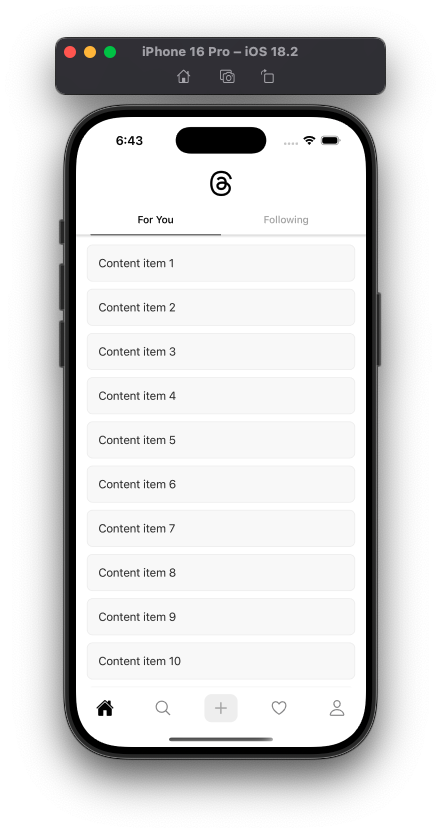 iPhone 16 Pro – iOS 18.2
6:43
For You Following
Content item 1
Content item 2
Content item 3
Content item 4
Content item 5
Content item 6
Content item 7
Content item 8
Content item 9
Content item 10